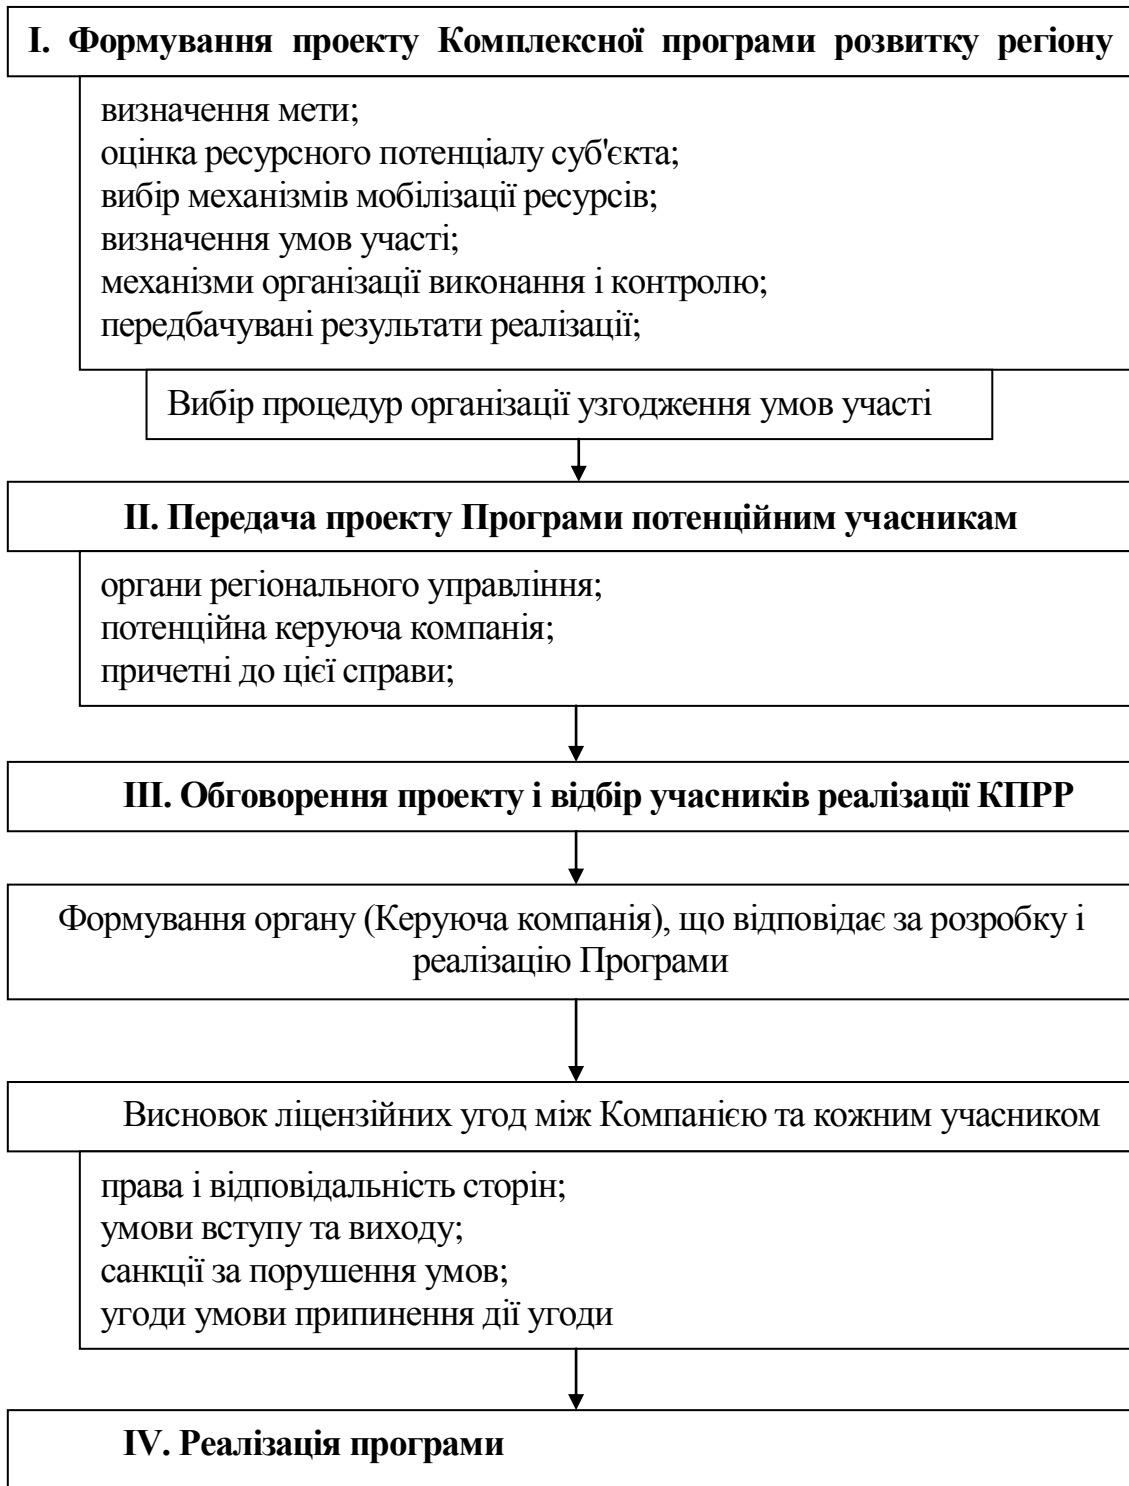 I. Формування проекту Комплексної програми розвитку регіону
визначення мети;
оцінка ресурсного потенціалу суб'єкта;
вибір механізмів мобілізації ресурсів;
визначення умов участі;
механізми організації виконання і контролю;
передбачувані результати реалізації;
Вибір процедур організації узгодження умов участі
II. Передача проекту Програми потенційним учасникам
органи регіонального управління;
потенційна керуюча компанія;
причетні до цієї справи;
III. Обговорення проекту і відбір учасників реалізації КПРР
Формування органу (Керуюча компанія), що відповідає за розробку і
реалізацію Програми
Висновок ліцензійних угод між Компанією та кожним учасником
права і відповідальність сторін;
умови вступу та виходу;
санкції за порушення умов;
угоди умови припинення дії угоди
IV. Реалізація програми